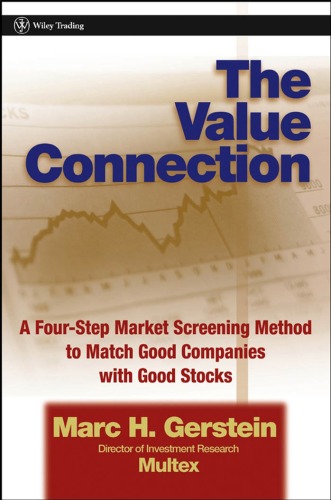 Wiley Trading
The
Value
Connection
A Four-Step Market Screening Method
to Match Good Companies
with Good Stocks
Marc H. Gerstein
Director of Investment Research
Multex